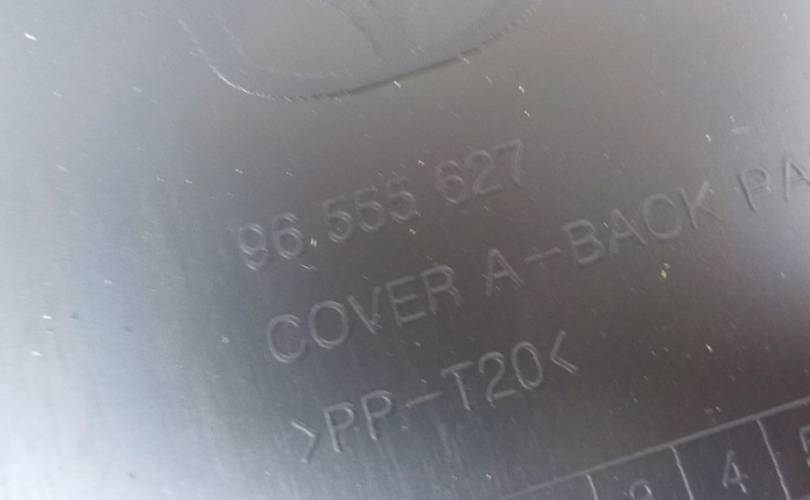 96 555 627
COVER A-BACK PA
>PP-T20<
4